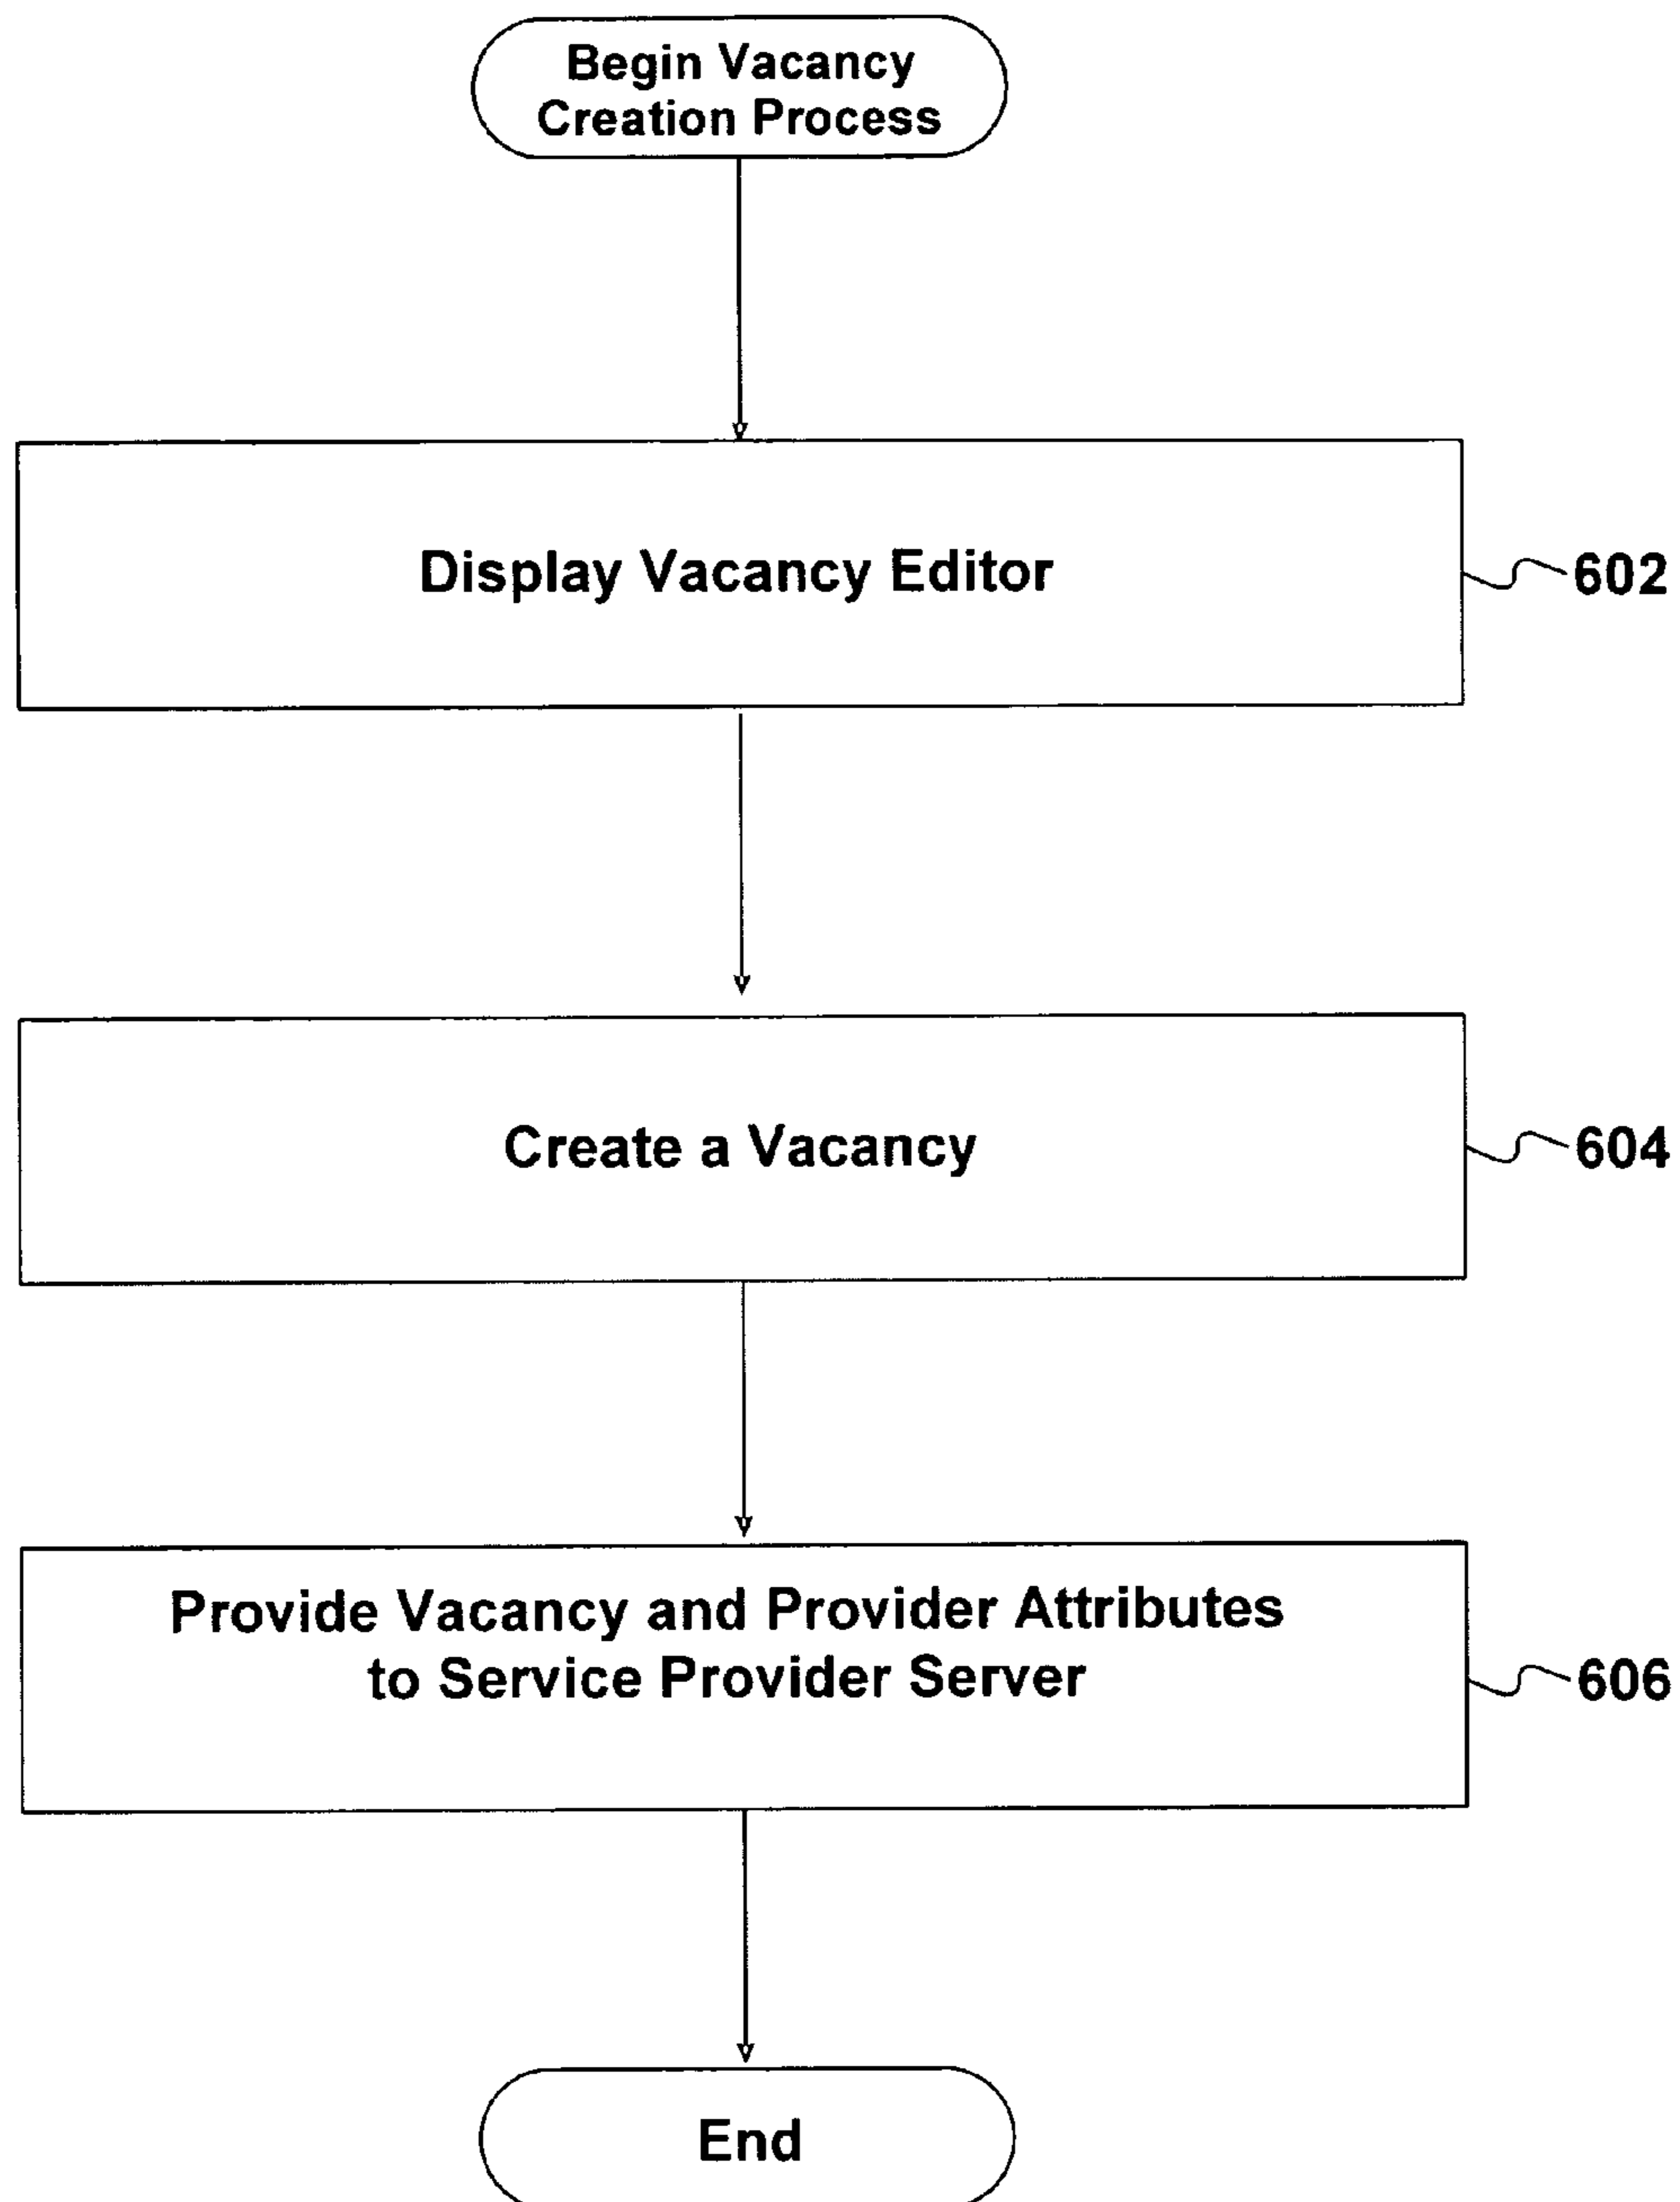 Begin Vacancy
Creation Process
Display Vacancy Editor
602
Create a Vacancy
604
Provide Vacancy and Provider Attributes
to Service Provider Server
606
End